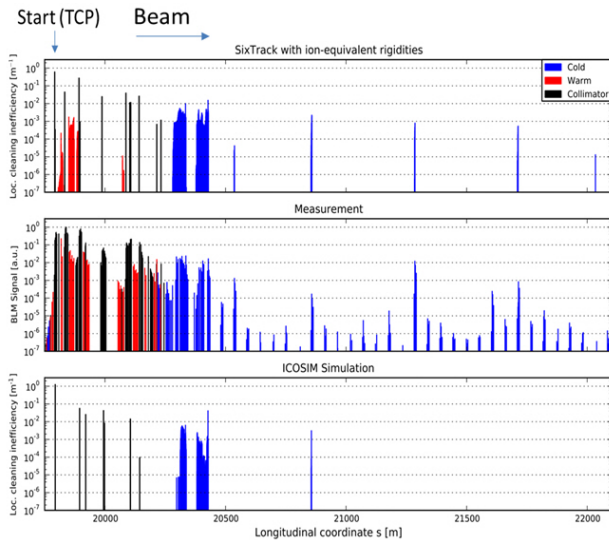 Start (TCP) Beam
SixTrack with ion-equivalent rigidities
Loc. cleaning inefficiency [m⁻¹]
10⁰
10⁻¹
10⁻²
10⁻³
10⁻⁴
10⁻⁵
10⁻⁶
10⁻⁷
Cold
Warm
Collimator
Measurement
BLM Signal [a.u.]
10⁰
10⁻¹
10⁻²
10⁻³
10⁻⁴
10⁻⁵
10⁻⁶
10⁻⁷
ICOSIM Simulation
Loc. cleaning inefficiency [m⁻¹]
10⁰
10⁻¹
10⁻²
10⁻³
10⁻⁴
10⁻⁵
10⁻⁶
10⁻⁷
20000 20500 21000 21500 22000
Longitudinal coordinate s [m]